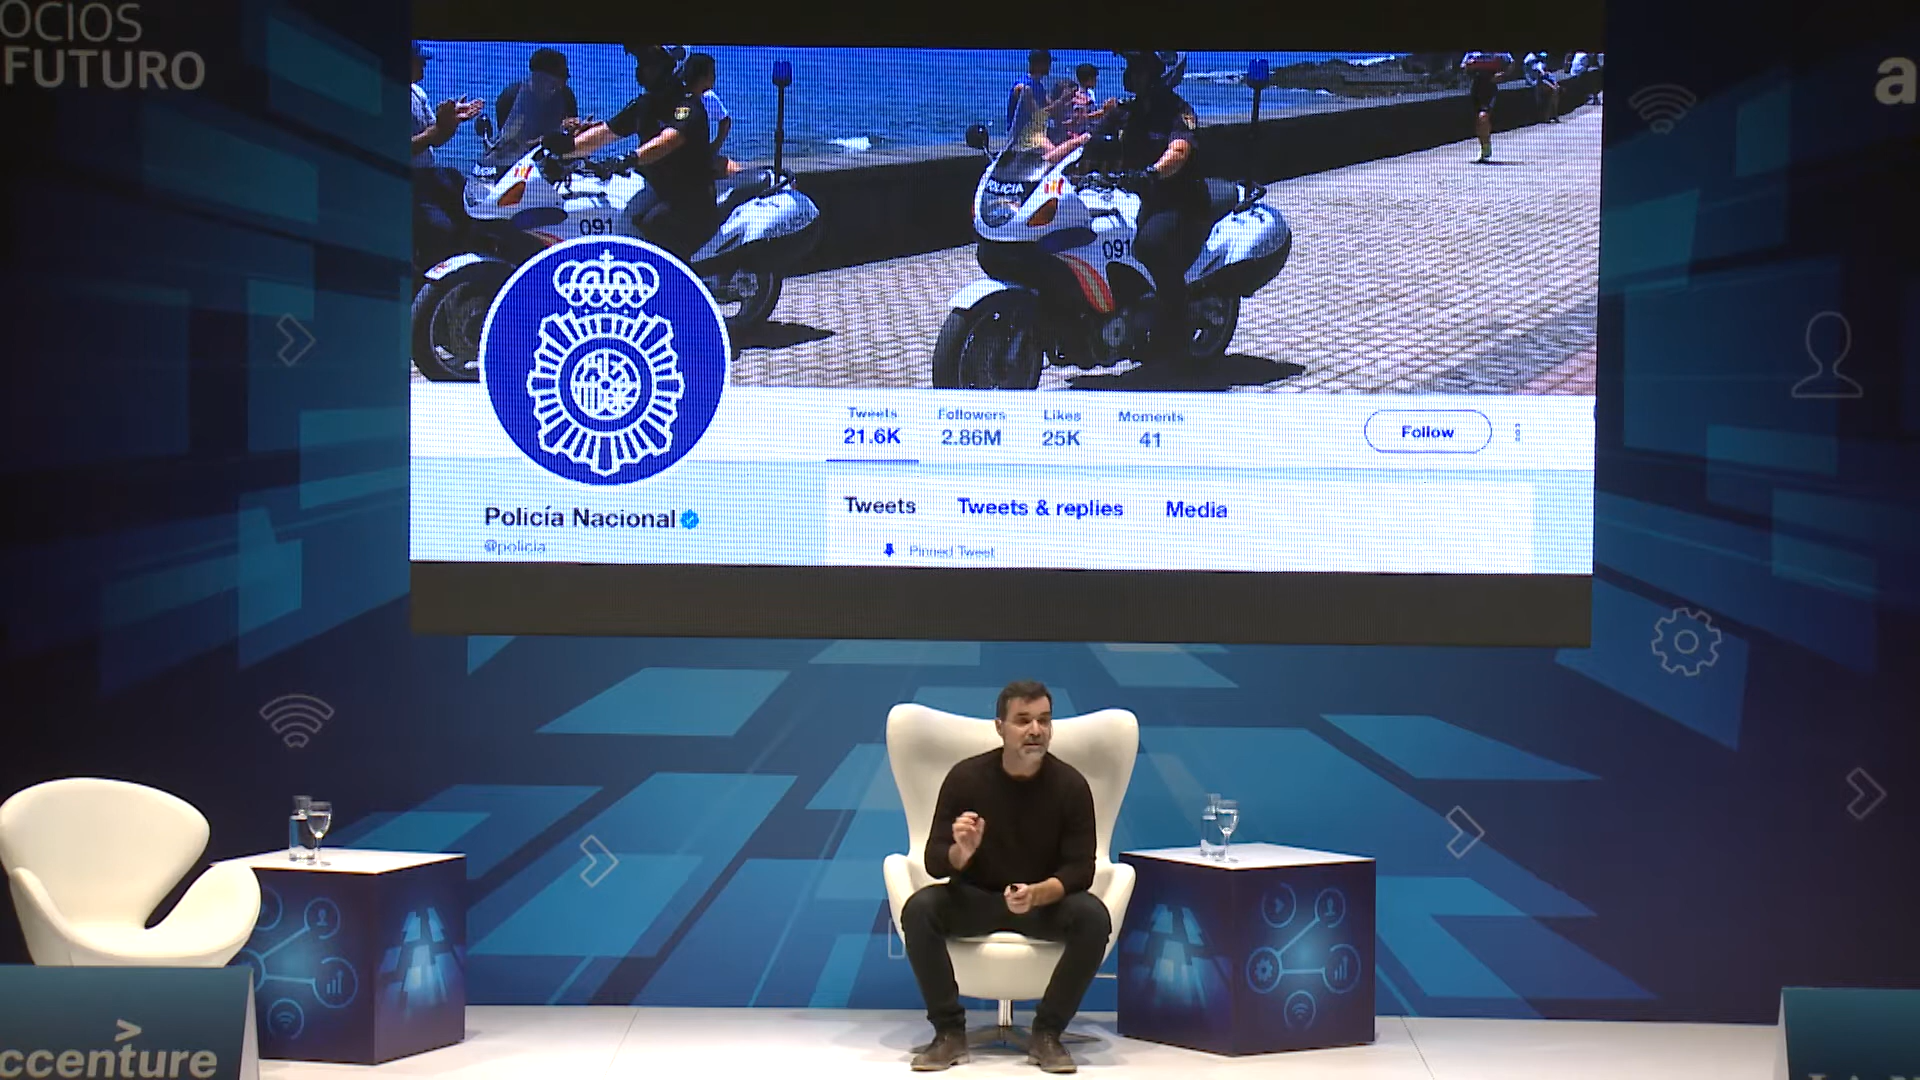 OCIOS
FUTURO
a
POLICIA
091
POLICIA
091
Tweets Followers Likes Moments
21.6K 2.86M 25K 41
Follow
Policía Nacional
@policia
Tweets Tweets & replies Media
Pinned Tweet
>
ccenture